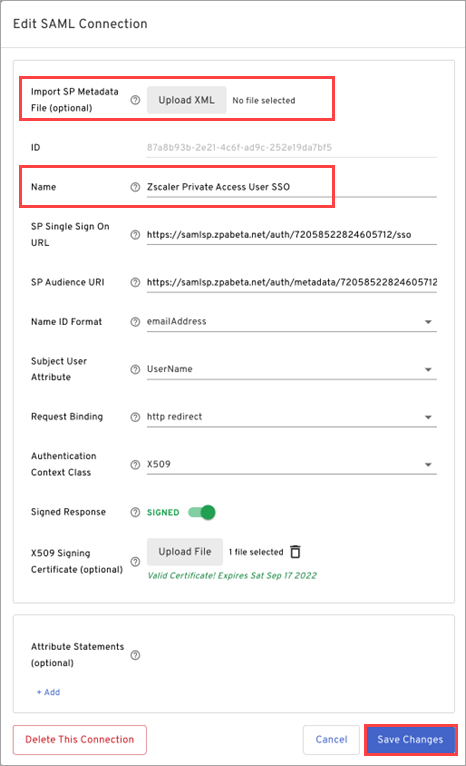 Edit SAML Connection
Import SP Metadata
File (optional)
Upload XML
No file selected
ID
87a8b93b-2e21-4c6f-ad9c-252e19da7bf5
Name
Zscaler Private Access User SSO
SP Single Sign On
URL
https://samlsp.zpabeta.net/auth/72058522824605712/sso
SP Audience URI
https://samlsp.zpabeta.net/auth/metadata/72058522824605712
Name ID Format
emailAddress
Subject User
Attribute
UserName
Request Binding
http redirect
Authentication
Context Class
X509
Signed Response
SIGNED
X509 Signing
Certificate (optional)
Upload File
1 file selected
Valid Certificate! Expires Sat Sep 17 2022
Attribute Statements
(optional)
+ Add
Delete This Connection
Cancel
Save Changes